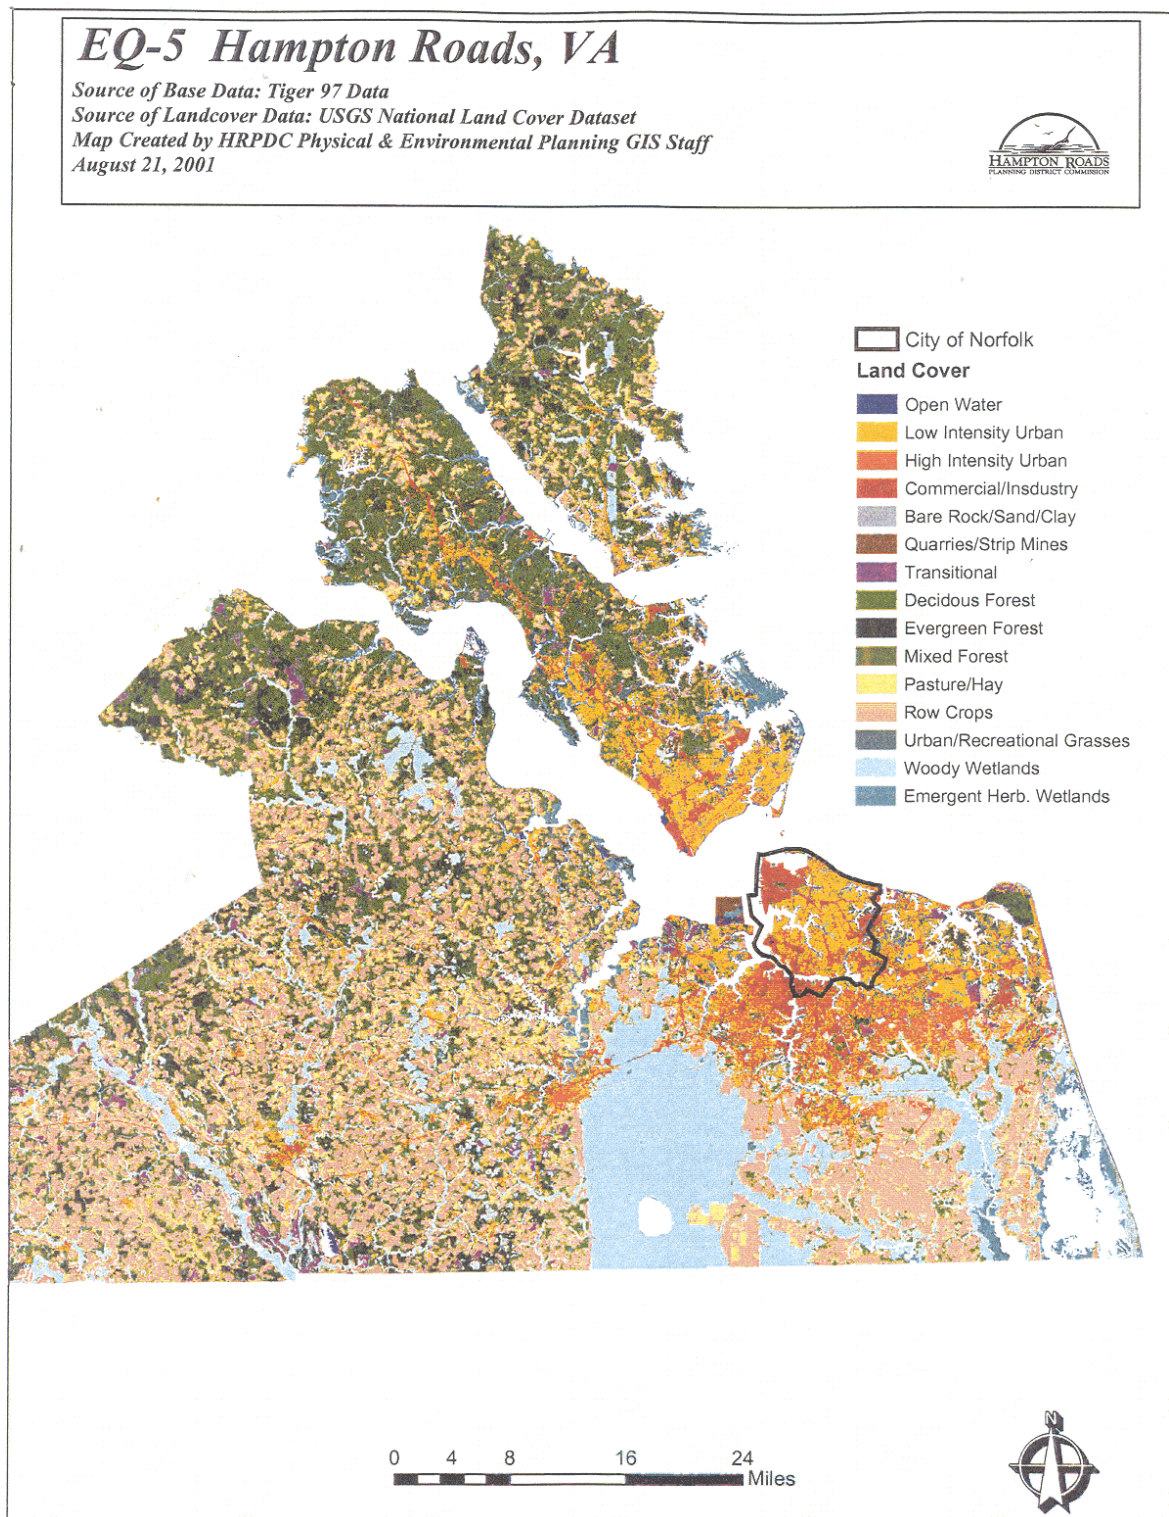 EQ-5 Hampton Roads, VA
Source of Base Data: Tiger 97 Data
Source of Landcover Data: USGS National Land Cover Dataset
Map Created by HRPDC Physical & Environmental Planning GIS Staff
August 21, 2001
HAMPTON ROADS
PLANNING DISTRICT COMMISSION
City of Norfolk
Land Cover
Open Water
Low Intensity Urban
High Intensity Urban
Commercial/Insdustry
Bare Rock/Sand/Clay
Quarries/Strip Mines
Transitional
Decidous Forest
Evergreen Forest
Mixed Forest
Pasture/Hay
Row Crops
Urban/Recreational Grasses
Woody Wetlands
Emergent Herb. Wetlands
N
0 4 8 16 24
Miles